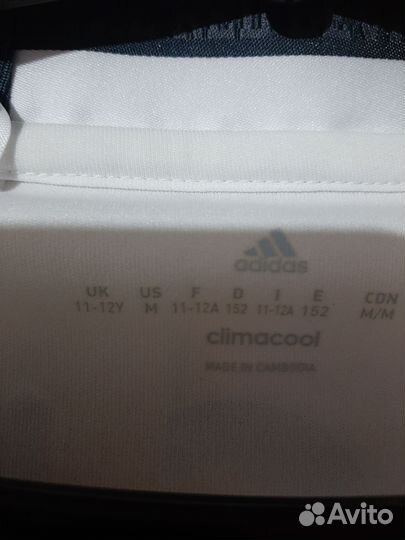 adidas
UK US F D I E CDN
11-12Y M 11-12A 152 11-12A 152 M/M
climacool
MADE IN CAMBODIA
Avito